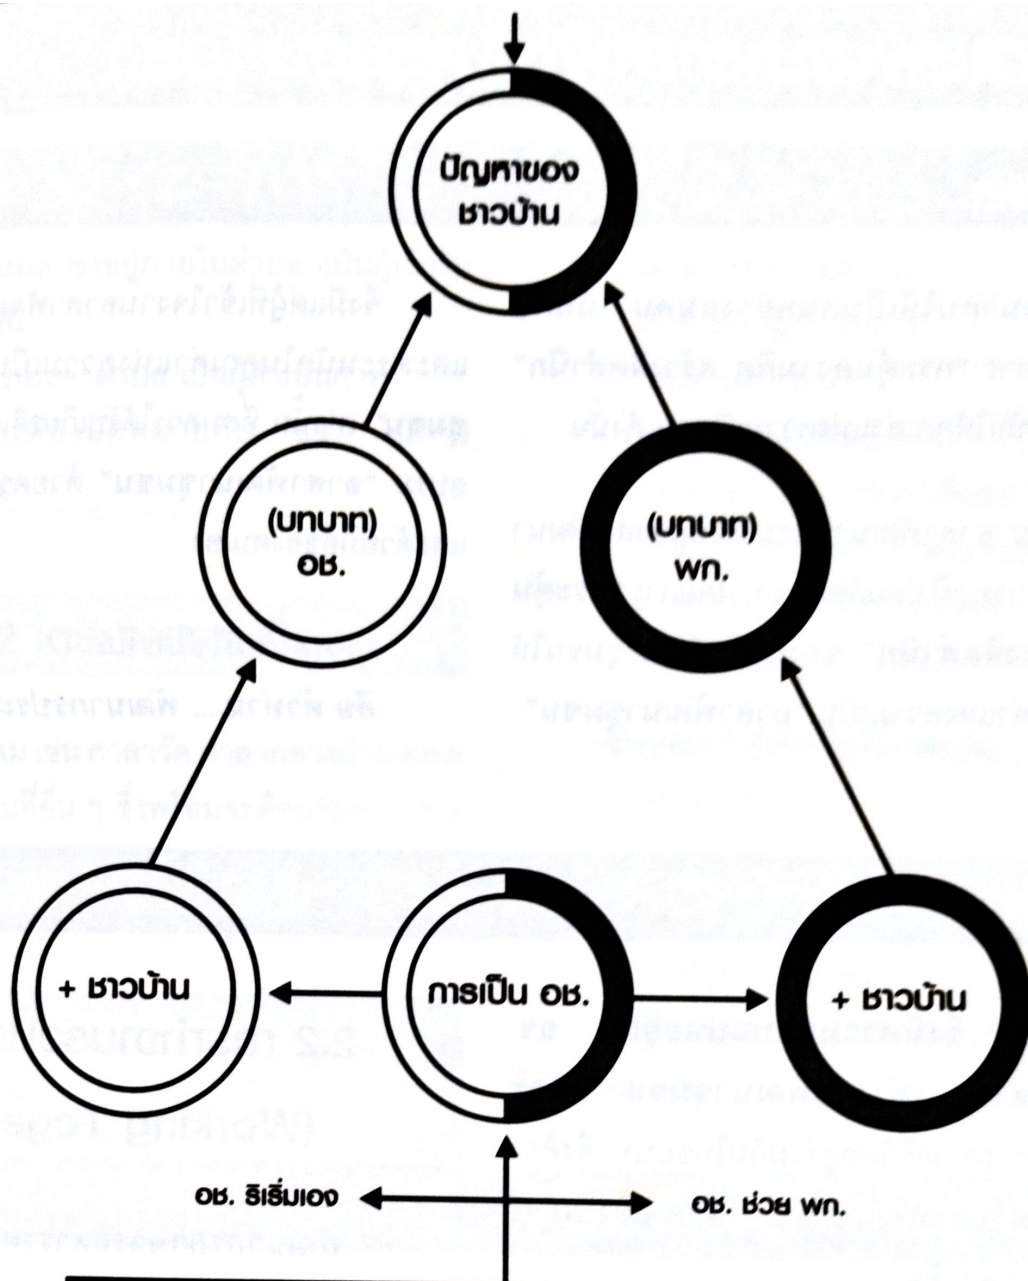 ปัญหาของ
ชาวบ้าน
(บทบาท)
อช.
(บทบาท)
พก.
+ ชาวบ้าน
การเป็น อช.
+ ชาวบ้าน
อช. ริเริ่มเอง
อช. ช่วย พก.